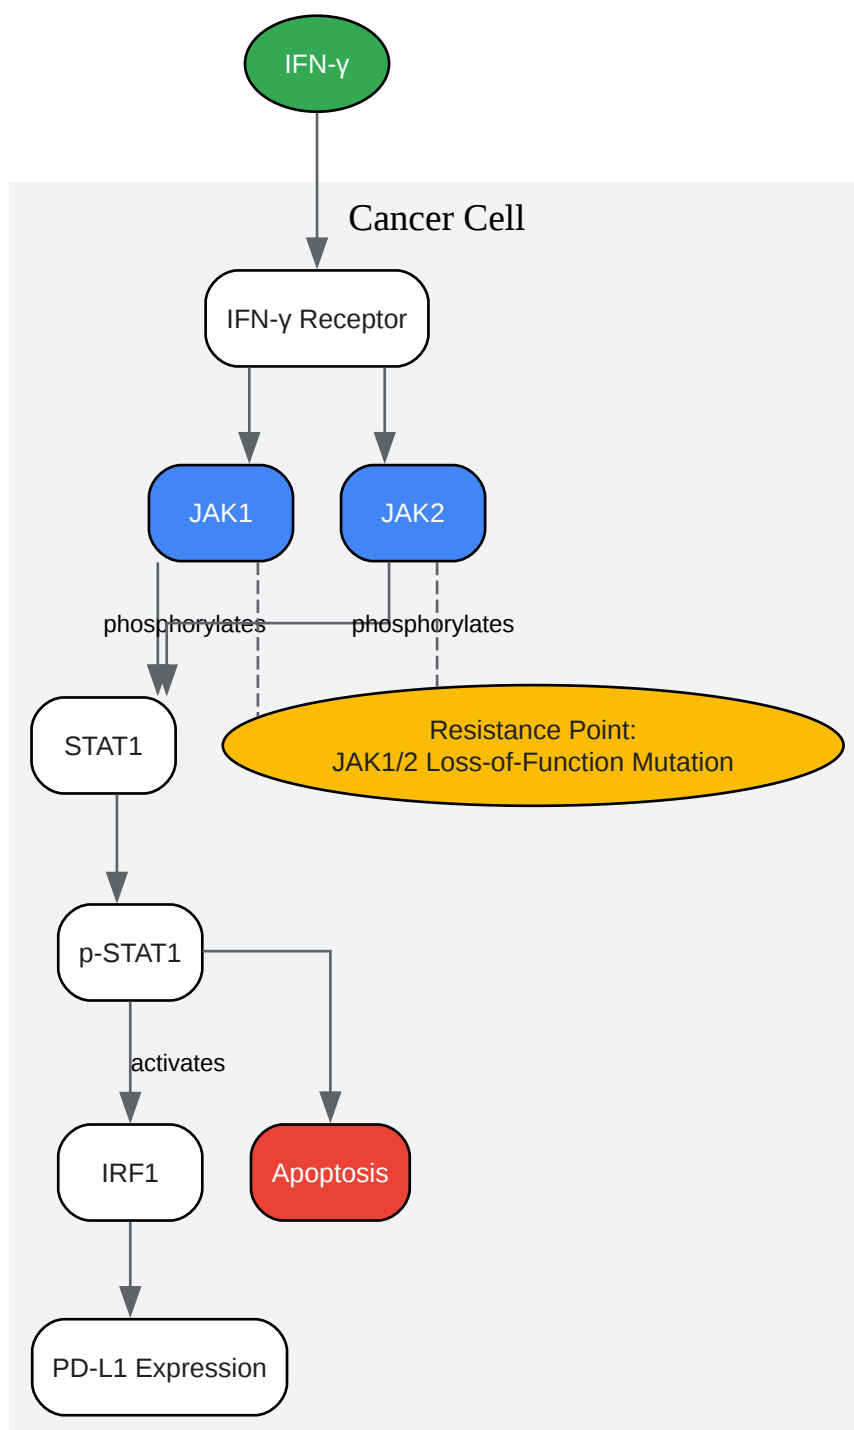 IFN-γ
Cancer Cell
IFN-γ Receptor
JAK1
JAK2
phosphorylates
phosphorylates
STAT1
Resistance Point:
JAK1/2 Loss-of-Function Mutation
p-STAT1
activates
IRF1
Apoptosis
PD-L1 Expression